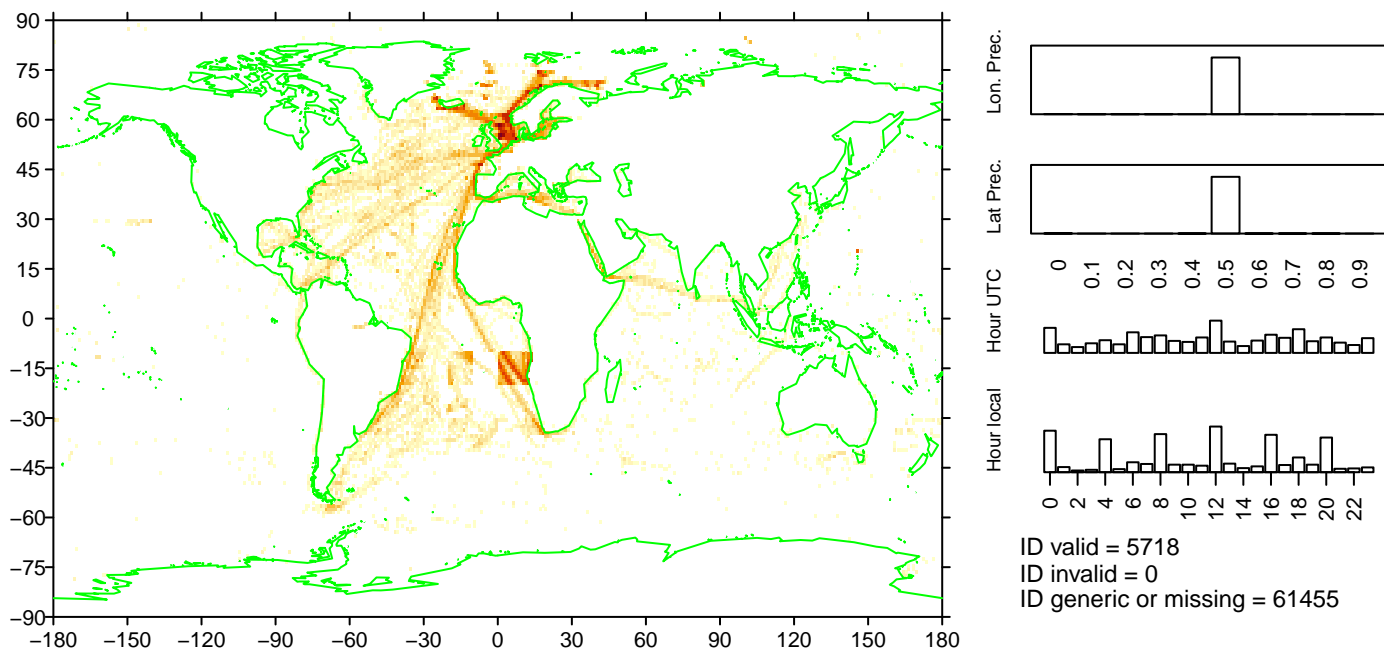 90
75
60
45
30
15
0
−15
−30
−45
−60
−75
−90
−180 −150 −120 −90 −60 −30 0 30 60 90 120 150 180
Lon. Prec.
Lat Prec.
0 0.1 0.2 0.3 0.4 0.5 0.6 0.7 0.8 0.9
Hour UTC
Hour local
0 2 4 6 8 10 12 14 16 18 20 22
ID valid = 5718
ID invalid = 0
ID generic or missing = 61455